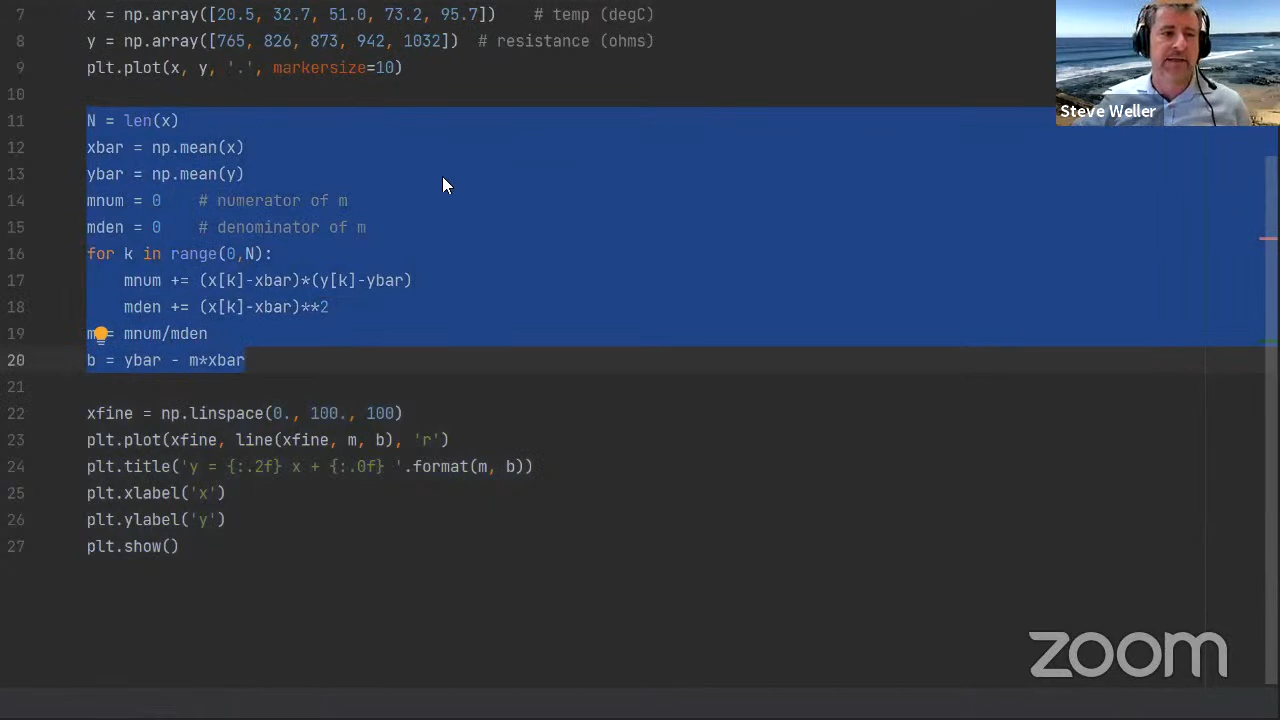 7 x = np.array([20.5, 32.7, 51.0, 73.2, 95.7]) # temp (degC)
8 y = np.array([765, 826, 873, 942, 1032]) # resistance (ohms)
9 plt.plot(x, y, '.', markersize=10)
10
11 N = len(x)
12 xbar = np.mean(x)
13 ybar = np.mean(y)
14 mnum = 0 # numerator of m
15 mden = 0 # denominator of m
16 for k in range(0,N):
17 mnum += (x[k]-xbar)*(y[k]-ybar)
18 mden += (x[k]-xbar)**2
19 m = mnum/mden
20 b = ybar - m*xbar
21
22 xfine = np.linspace(0., 100., 100)
23 plt.plot(xfine, line(xfine, m, b), 'r')
24 plt.title('y = {:.2f} x + {:.0f} '.format(m, b))
25 plt.xlabel('x')
26 plt.ylabel('y')
27 plt.show()
Steve Weller
zoom